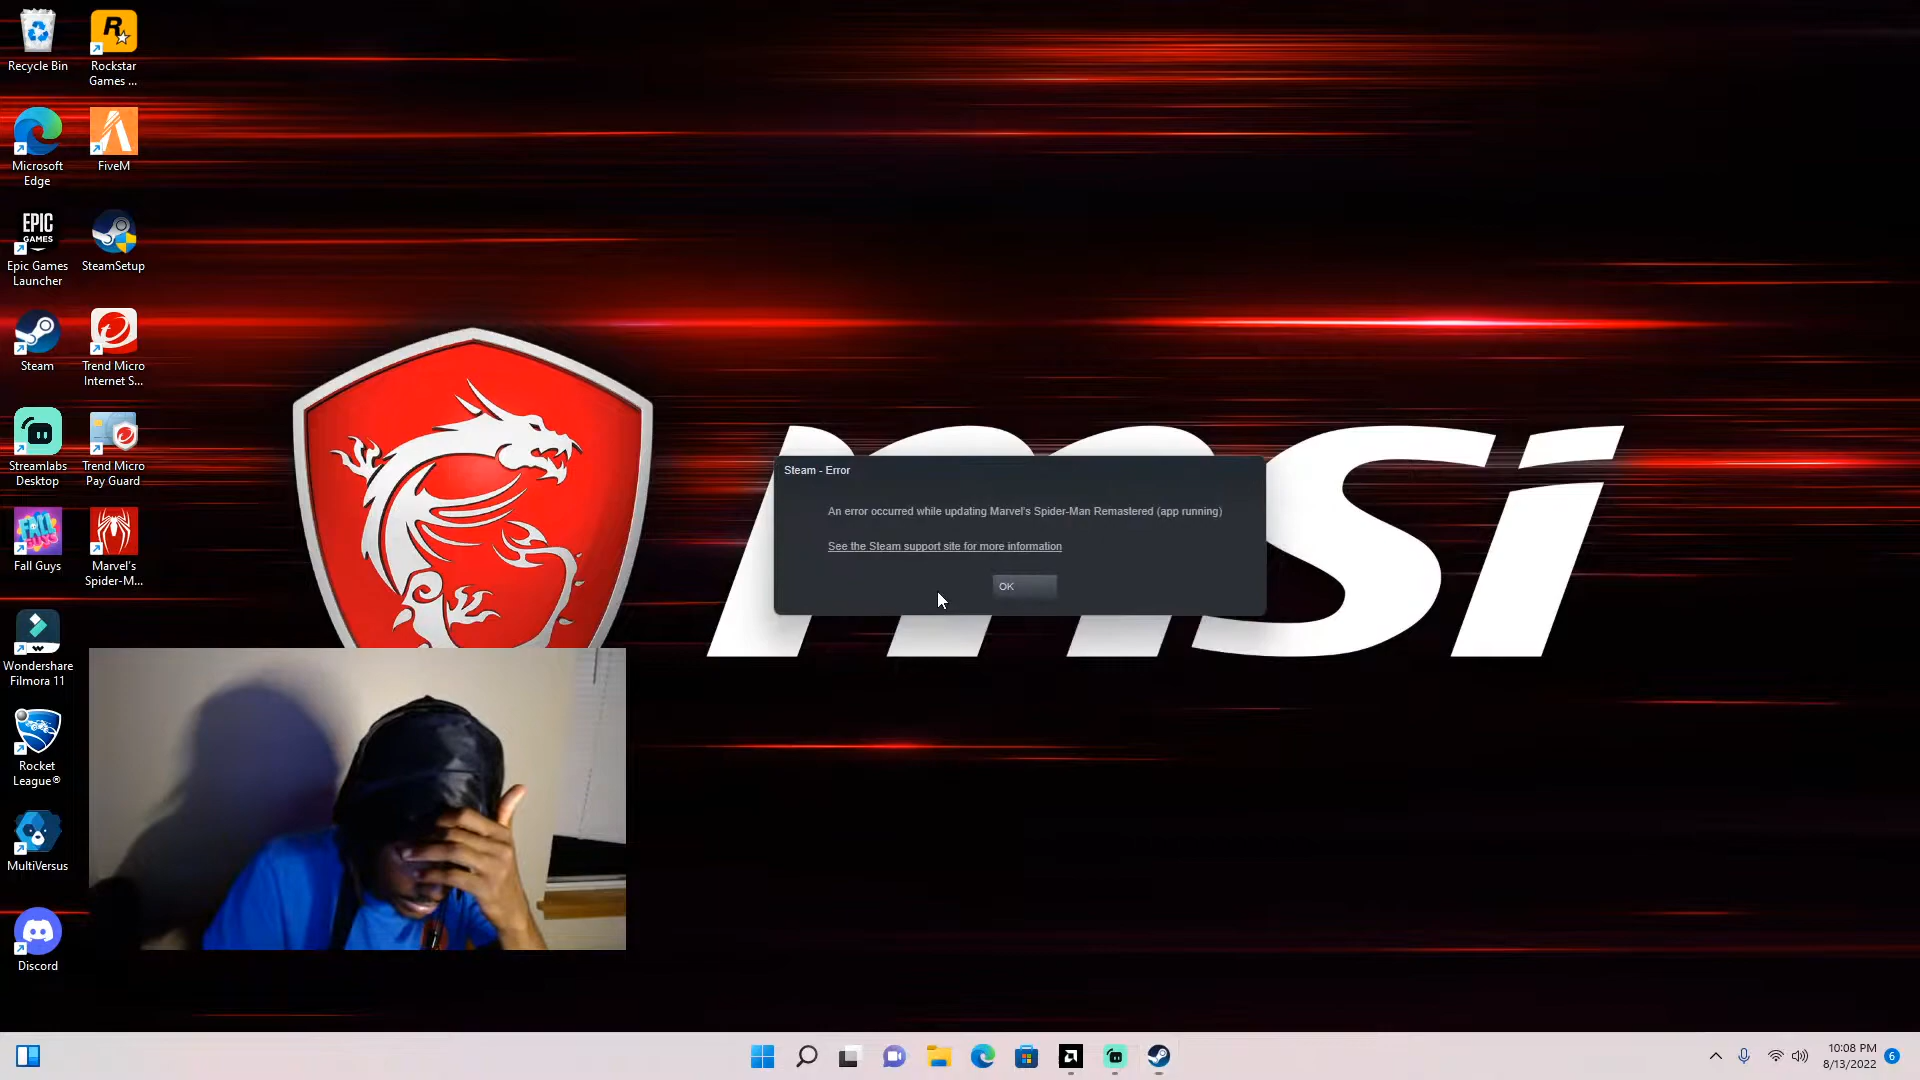 Recycle Bin
Rockstar
Games ...
Microsoft
Edge
FiveM
EPIC
GAMES
Epic Games
Launcher
SteamSetup
Steam
Trend Micro
Internet S...
Streamlabs
Desktop
Trend Micro
Pay Guard
FALL
GUYS
Fall Guys
Marvel's
Spider-M...
Wondershare
Filmora 11
Rocket
League®
MultiVersus
Discord
msi
Steam - Error
An error occurred while updating Marvel's Spider-Man Remastered (app running)
See the Steam support site for more information
OK
10:08 PM
8/13/2022
6